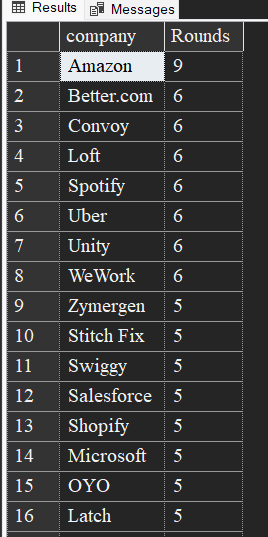 Results Messages
company Rounds
1 Amazon 9
2 Better.com 6
3 Convoy 6
4 Loft 6
5 Spotify 6
6 Uber 6
7 Unity 6
8 WeWork 6
9 Zymergen 5
10 Stitch Fix 5
11 Swiggy 5
12 Salesforce 5
13 Shopify 5
14 Microsoft 5
15 OYO 5
16 Latch 5